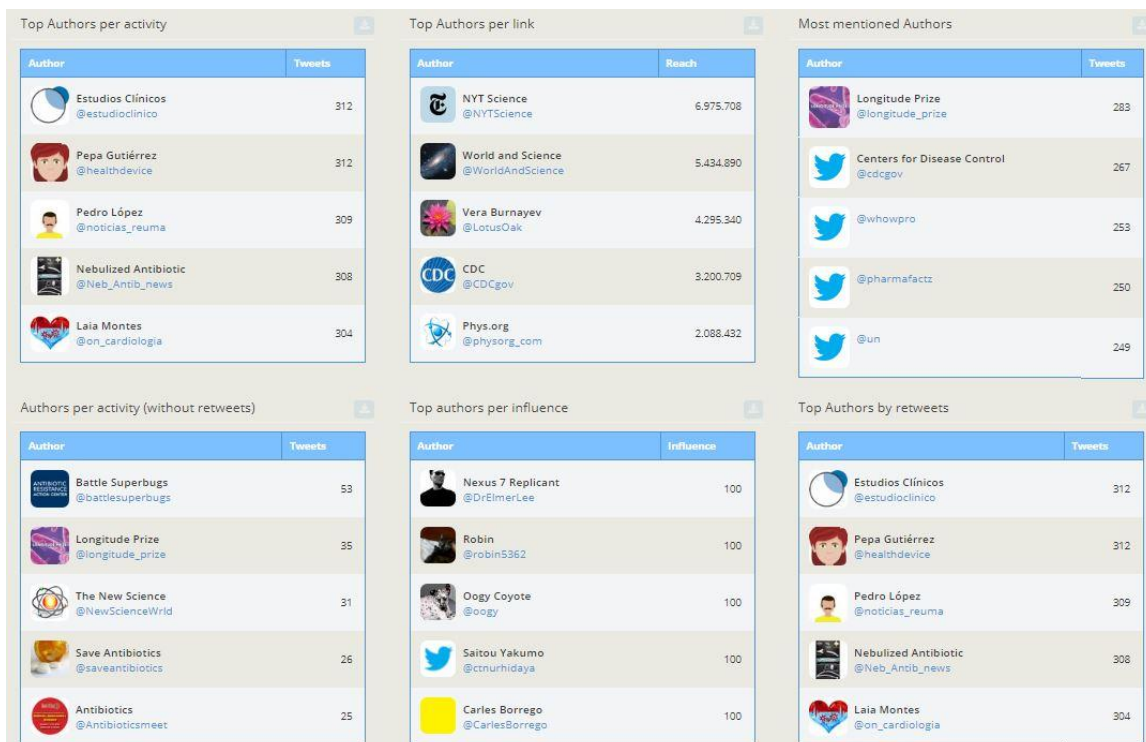 Top Authors per activity
Author Tweets
Estudios Clínicos
@estudioclinico
312
Pepa Gutiérrez
@healthdevice
312
Pedro López
@noticias_reuma
309
Nebulized Antibiotic
@Neb_Antib_news
308
Laia Montes
@on_cardiologia
304
Top Authors per link
Author Reach
NYT Science
@NYTScience
6.975.708
World and Science
@WorldAndScience
5.434.890
Vera Burnayev
@LotusOak
4.295.340
CDC
CDC
@CDCgov
3.200.709
Phys.org
@physorg_com
2.088.432
Most mentioned Authors
Author Tweets
Longitude Prize
@longitude_prize
283
Centers for Disease Control
@cdcgov
267
@whowpro
253
@pharmafactz
250
@un
249
Authors per activity (without retweets)
Author Tweets
ANTIBIOTIC
RESISTANCE
ACTION CENTER
Battle Superbugs
@battlesuperbugs
53
Longitude Prize
@longitude_prize
35
The New Science
@NewScienceWrld
31
Save Antibiotics
@saveantibiotics
26
Antibiotics
@Antibioticsmeet
25
Top authors per influence
Author Influence
Nexus 7 Replicant
@DrElmerLee
100
Robin
@robin5362
100
Oogy Coyote
@oogy
100
Saitou Yakumo
@ctnurhidaya
100
Carles Borrego
@CarlesBorrego
100
Top Authors by retweets
Author Tweets
Estudios Clínicos
@estudioclinico
312
Pepa Gutiérrez
@healthdevice
312
Pedro López
@noticias_reuma
309
Nebulized Antibiotic
@Neb_Antib_news
308
Laia Montes
@on_cardiologia
304